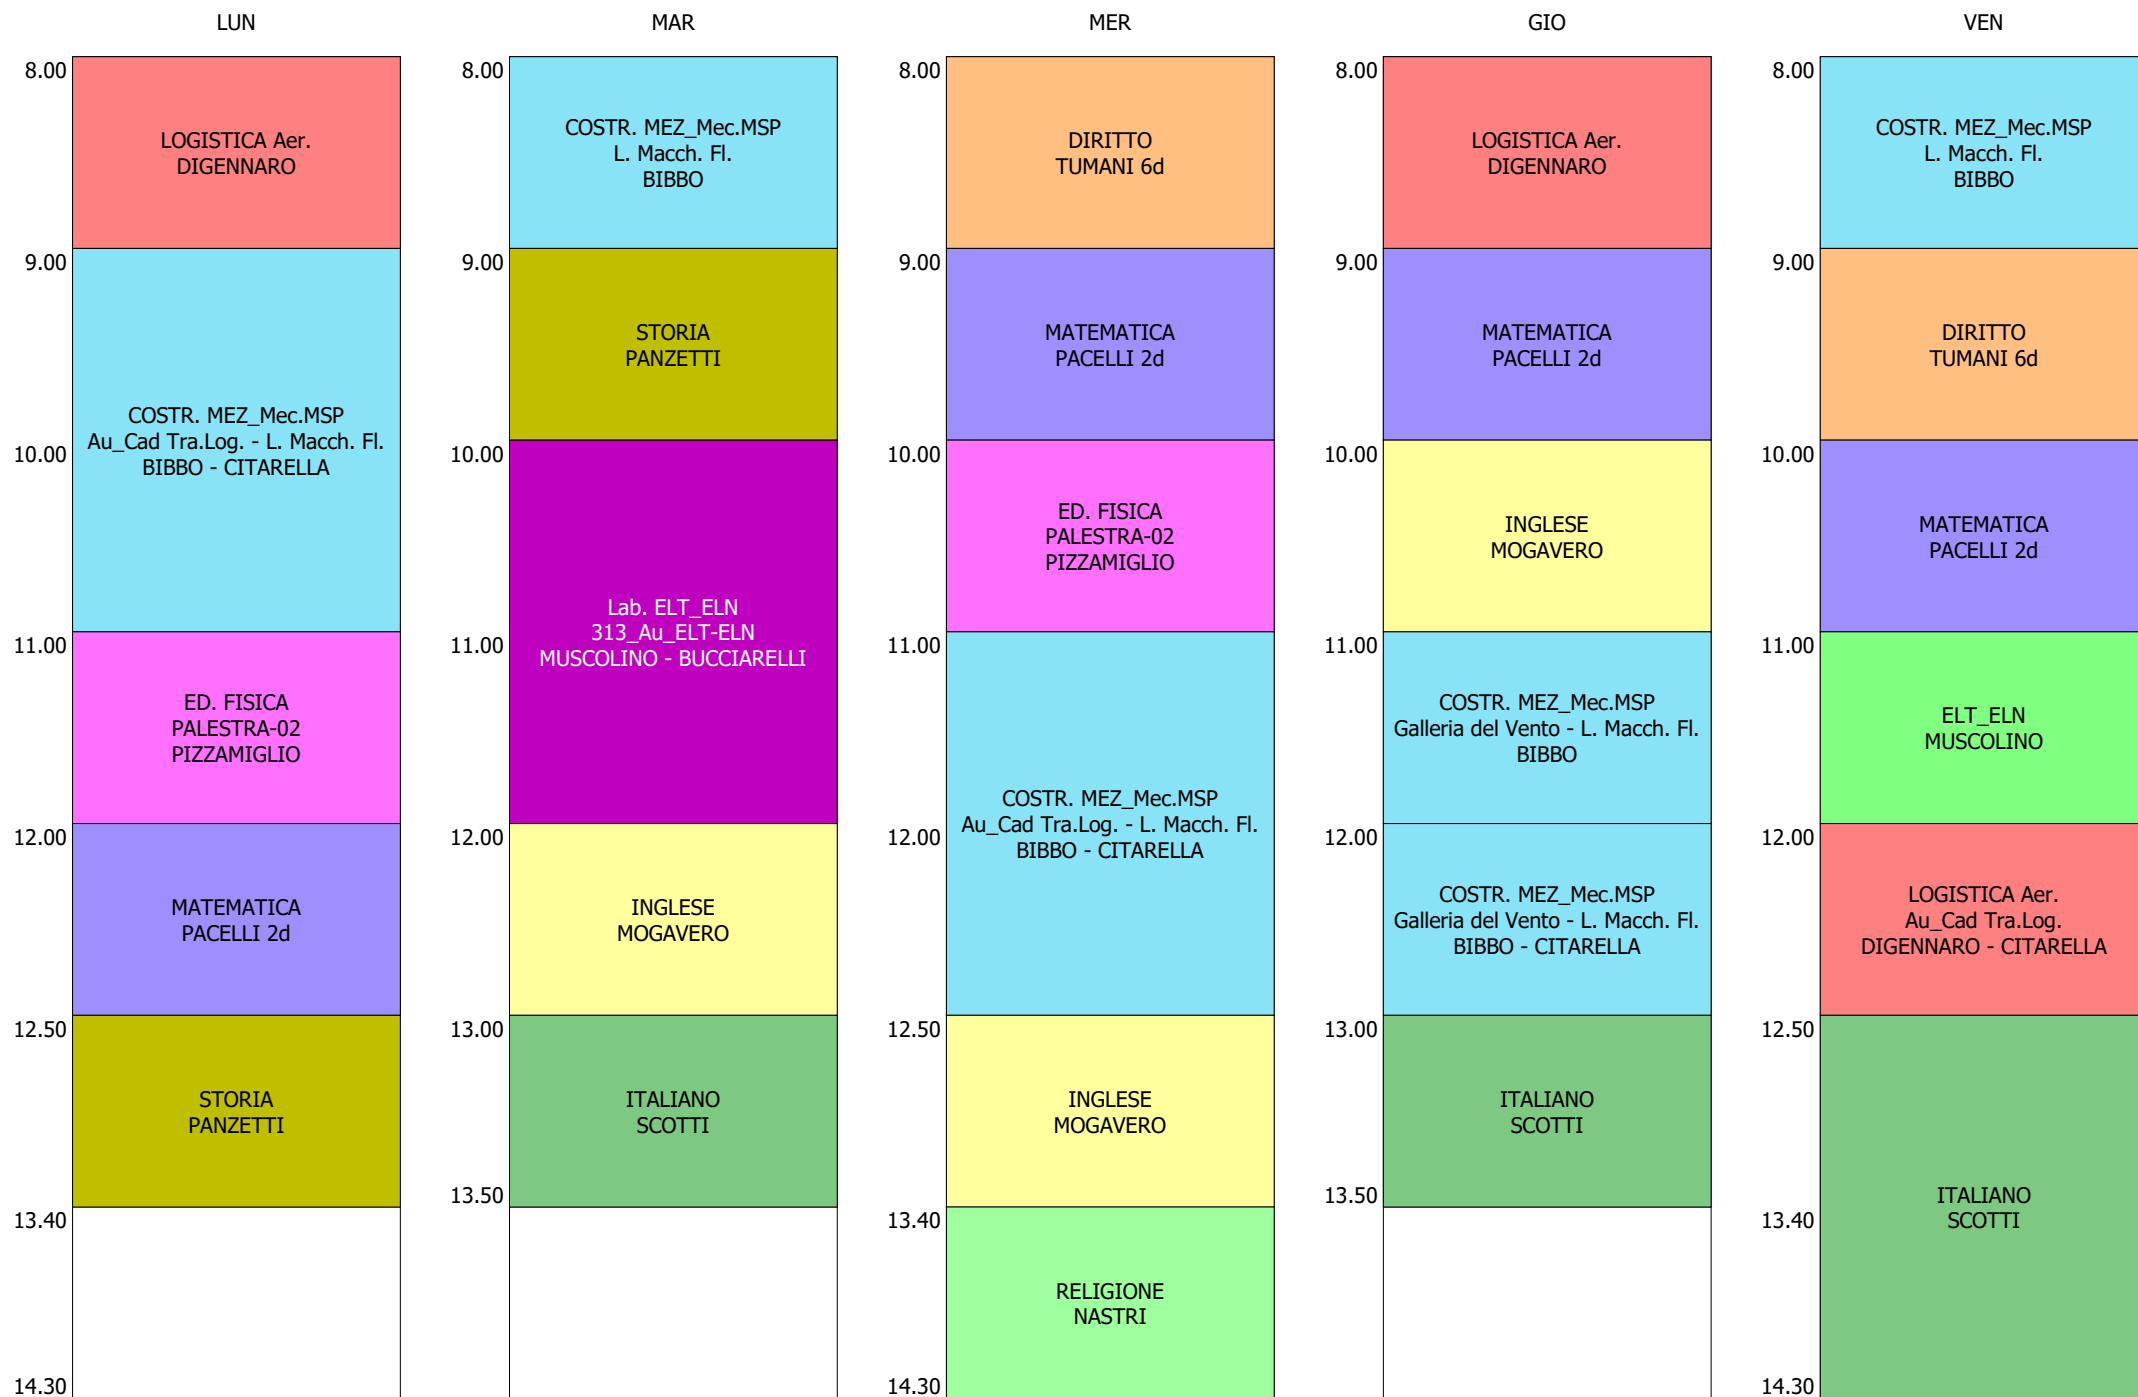 LUN
8.00
LOGISTICA Aer.
DIGENNARO
9.00
COSTR. MEZ_Mec.MSP
Au_Cad Tra.Log. - L. Macch. Fl.
BIBBO - CITARELLA
10.00
11.00
ED. FISICA
PALESTRA-02
PIZZAMIGLIO
12.00
MATEMATICA
PACELLI 2d
12.50
STORIA
PANZETTI
13.40
14.30
MAR
8.00
COSTR. MEZ_Mec.MSP
L. Macch. Fl.
BIBBO
9.00
STORIA
PANZETTI
10.00
Lab. ELT_ELN
313_Au_ELT-ELN
MUSCOLINO - BUCCIARELLI
11.00
12.00
INGLESE
MOGAVERO
13.00
ITALIANO
SCOTTI
13.50
MER
8.00
DIRITTO
TUMANI 6d
9.00
MATEMATICA
PACELLI 2d
10.00
ED. FISICA
PALESTRA-02
PIZZAMIGLIO
11.00
COSTR. MEZ_Mec.MSP
Au_Cad Tra.Log. - L. Macch. Fl.
BIBBO - CITARELLA
12.00
12.50
INGLESE
MOGAVERO
13.40
RELIGIONE
NASTRI
14.30
GIO
8.00
LOGISTICA Aer.
DIGENNARO
9.00
MATEMATICA
PACELLI 2d
10.00
INGLESE
MOGAVERO
11.00
COSTR. MEZ_Mec.MSP
Galleria del Vento - L. Macch. Fl.
BIBBO
12.00
COSTR. MEZ_Mec.MSP
Galleria del Vento - L. Macch. Fl.
BIBBO - CITARELLA
13.00
ITALIANO
SCOTTI
13.50
VEN
8.00
COSTR. MEZ_Mec.MSP
L. Macch. Fl.
BIBBO
9.00
DIRITTO
TUMANI 6d
10.00
MATEMATICA
PACELLI 2d
11.00
ELT_ELN
MUSCOLINO
12.00
LOGISTICA Aer.
Au_Cad Tra.Log.
DIGENNARO - CITARELLA
12.50
ITALIANO
SCOTTI
13.40
14.30